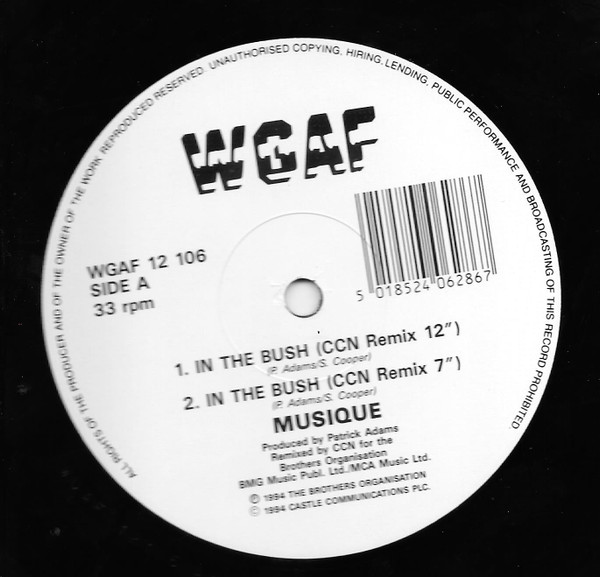 ALL RIGHTS OF THE PRODUCER AND OF THE OWNER OF THE WORK REPRODUCED RESERVED. UNAUTHORISED COPYING, HIRING, LENDING, PUBLIC PERFORMANCE AND BROADCASTING OF THIS RECORD PROHIBITED
WGAF
WGAF 12 106
SIDE A
33 rpm
5 018524 062867
1. IN THE BUSH (CCN Remix 12")
(P. Adams/S. Cooper)
2. IN THE BUSH (CCN Remix 7")
(P. Adams/S. Cooper)
MUSIQUE
Produced by Patrick Adams
Remixed by CCN for the
Brothers Organisation
BMG Music Publ. Ltd./MCA Music Ltd.
℗ 1994 THE BROTHERS ORGANISATION
© 1994 CASTLE COMMUNICATIONS PLC.